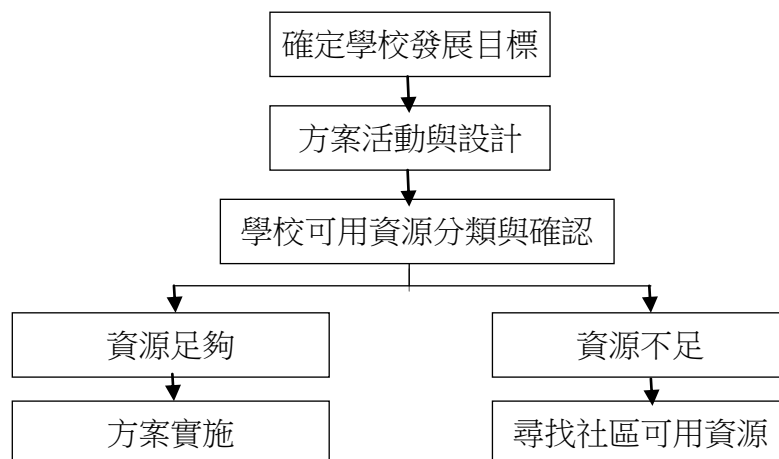 確定學校發展目標
方案活動與設計
學校可用資源分類與確認
資源足夠
資源不足
方案實施
尋找社區可用資源